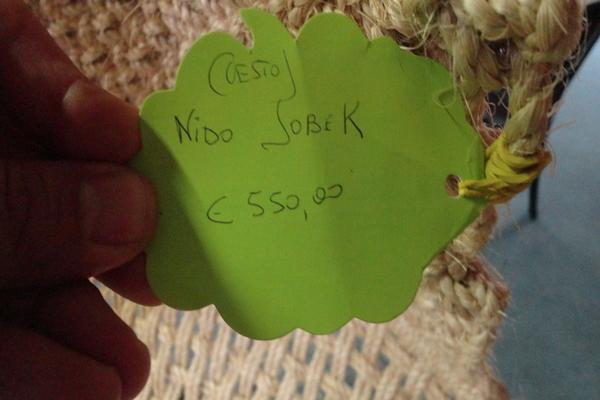 (CESTO)
NIDO SOBEK
€ 550,00